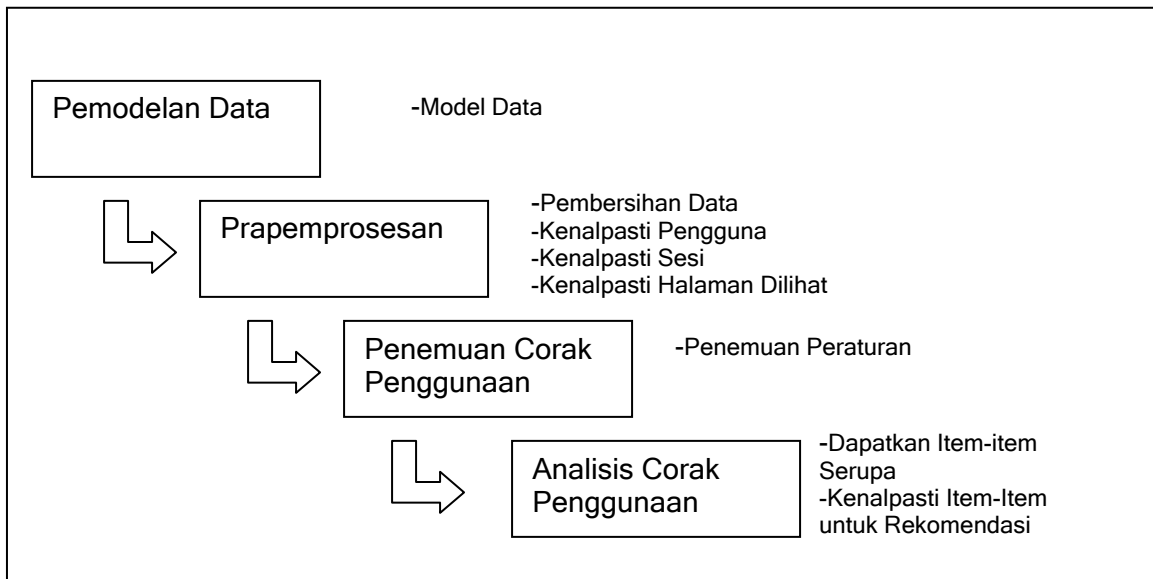 Pemodelan Data
-Model Data
Prapemprosesan
-Pembersihan Data
-Kenalpasti Pengguna
-Kenalpasti Sesi
-Kenalpasti Halaman Dilihat
Penemuan Corak
Penggunaan
-Penemuan Peraturan
Analisis Corak
Penggunaan
-Dapatkan Item-item
Serupa
-Kenalpasti Item-Item
untuk Rekomendasi